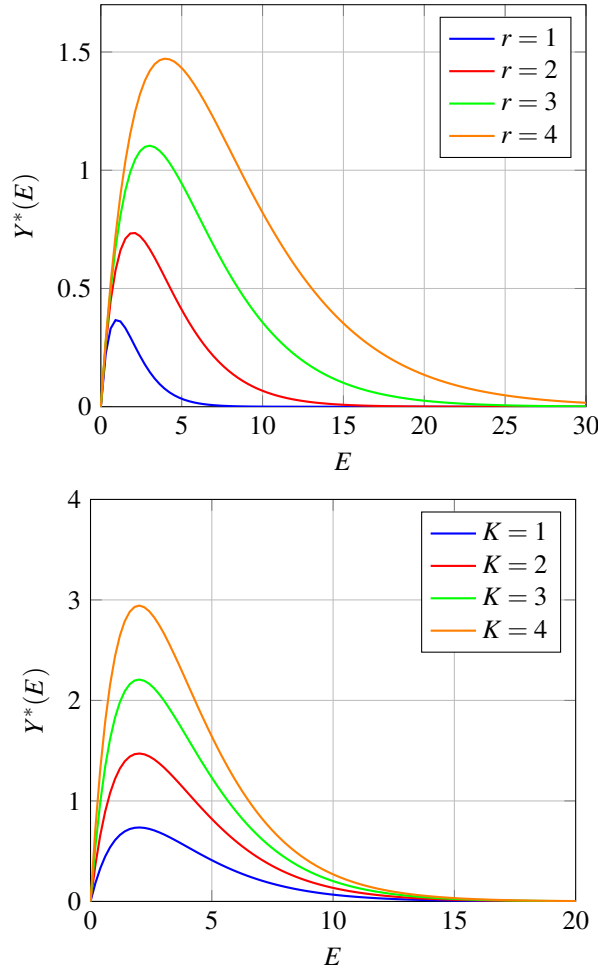 1.5
1
0.5
0
0 5 10 15 20 25 30
Y*(E)
E
r = 1
r = 2
r = 3
r = 4
4
3
2
1
0
0 5 10 15 20
Y*(E)
E
K = 1
K = 2
K = 3
K = 4